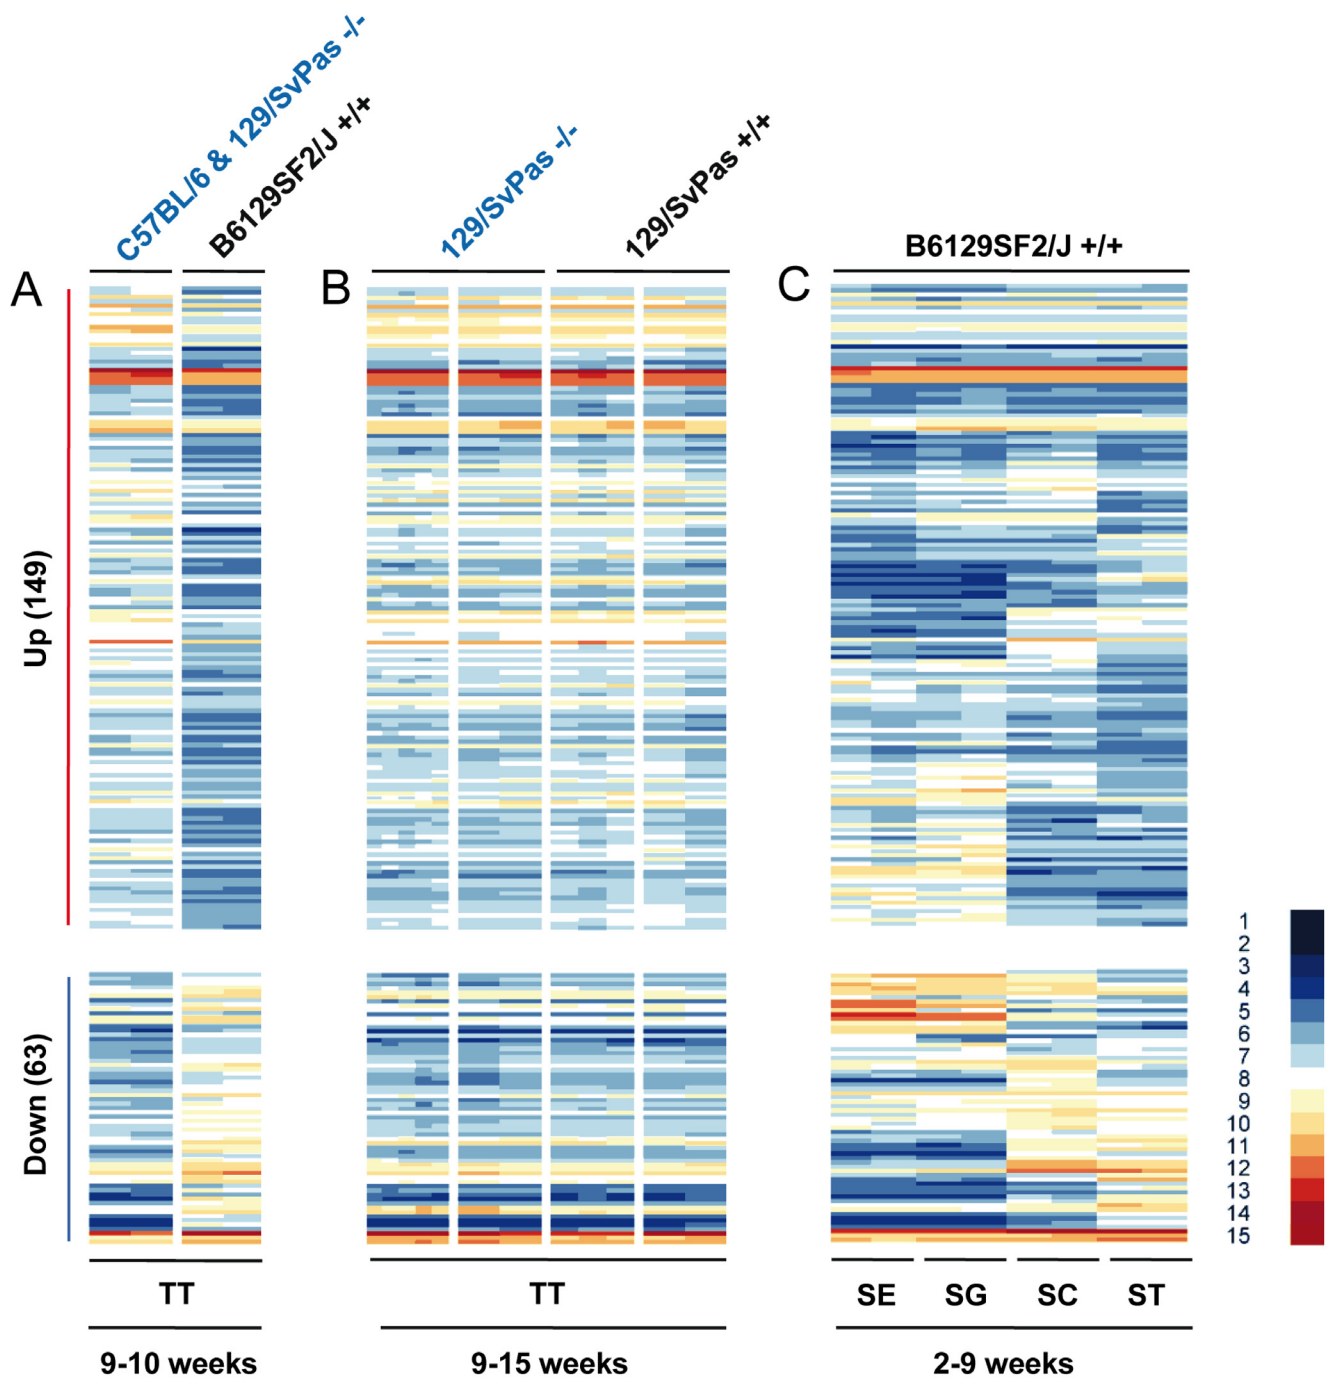 C57BL/6 & 129/SvPas -/-
B6129SF2/J +/+
129/SvPas -/-
129/SvPas +/+
B6129SF2/J +/+
A
B
C
Up (149)
Down (63)
1
2
3
4
5
6
7
8
9
10
11
12
13
14
15
TT
TT
SE SG SC ST
9-10 weeks
9-15 weeks
2-9 weeks